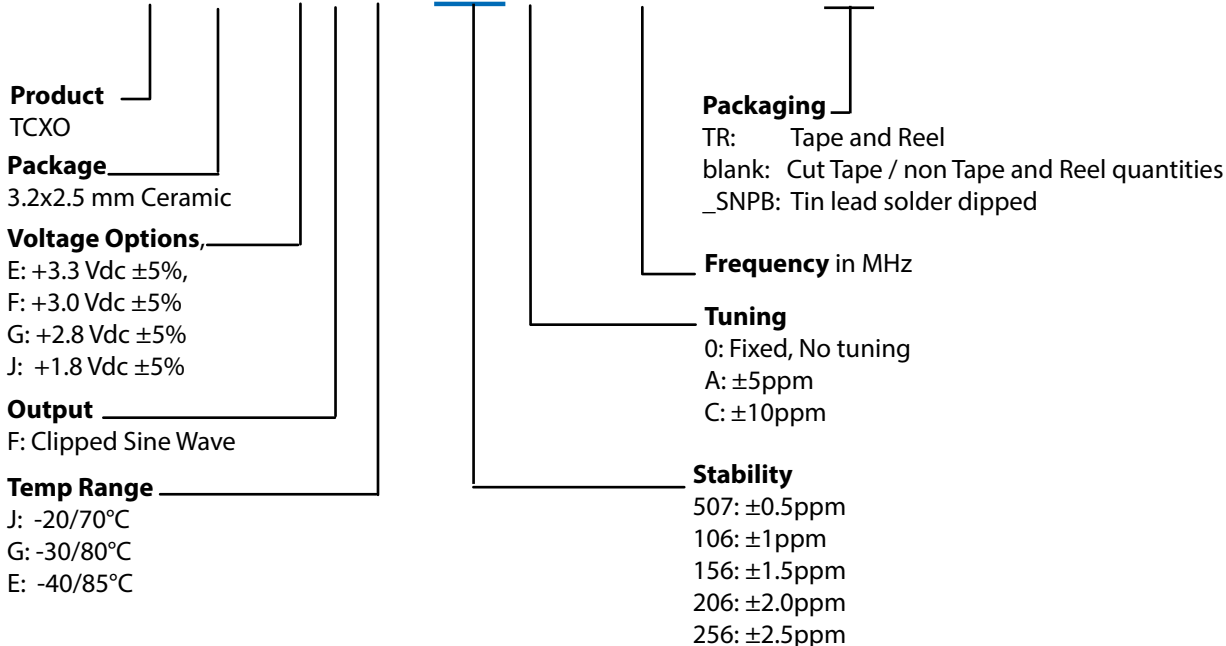 Product
TCXO
Package
3.2x2.5 mm Ceramic
Voltage Options,
E: +3.3 Vdc ±5%,
F: +3.0 Vdc ±5%
G: +2.8 Vdc ±5%
J: +1.8 Vdc ±5%
Output
F: Clipped Sine Wave
Temp Range
J: -20/70°C
G: -30/80°C
E: -40/85°C
Packaging
TR: Tape and Reel
blank: Cut Tape / non Tape and Reel quantities
_SNPB: Tin lead solder dipped
Frequency in MHz
Tuning
0: Fixed, No tuning
A: ±5ppm
C: ±10ppm
Stability
507: ±0.5ppm
106: ±1ppm
156: ±1.5ppm
206: ±2.0ppm
256: ±2.5ppm